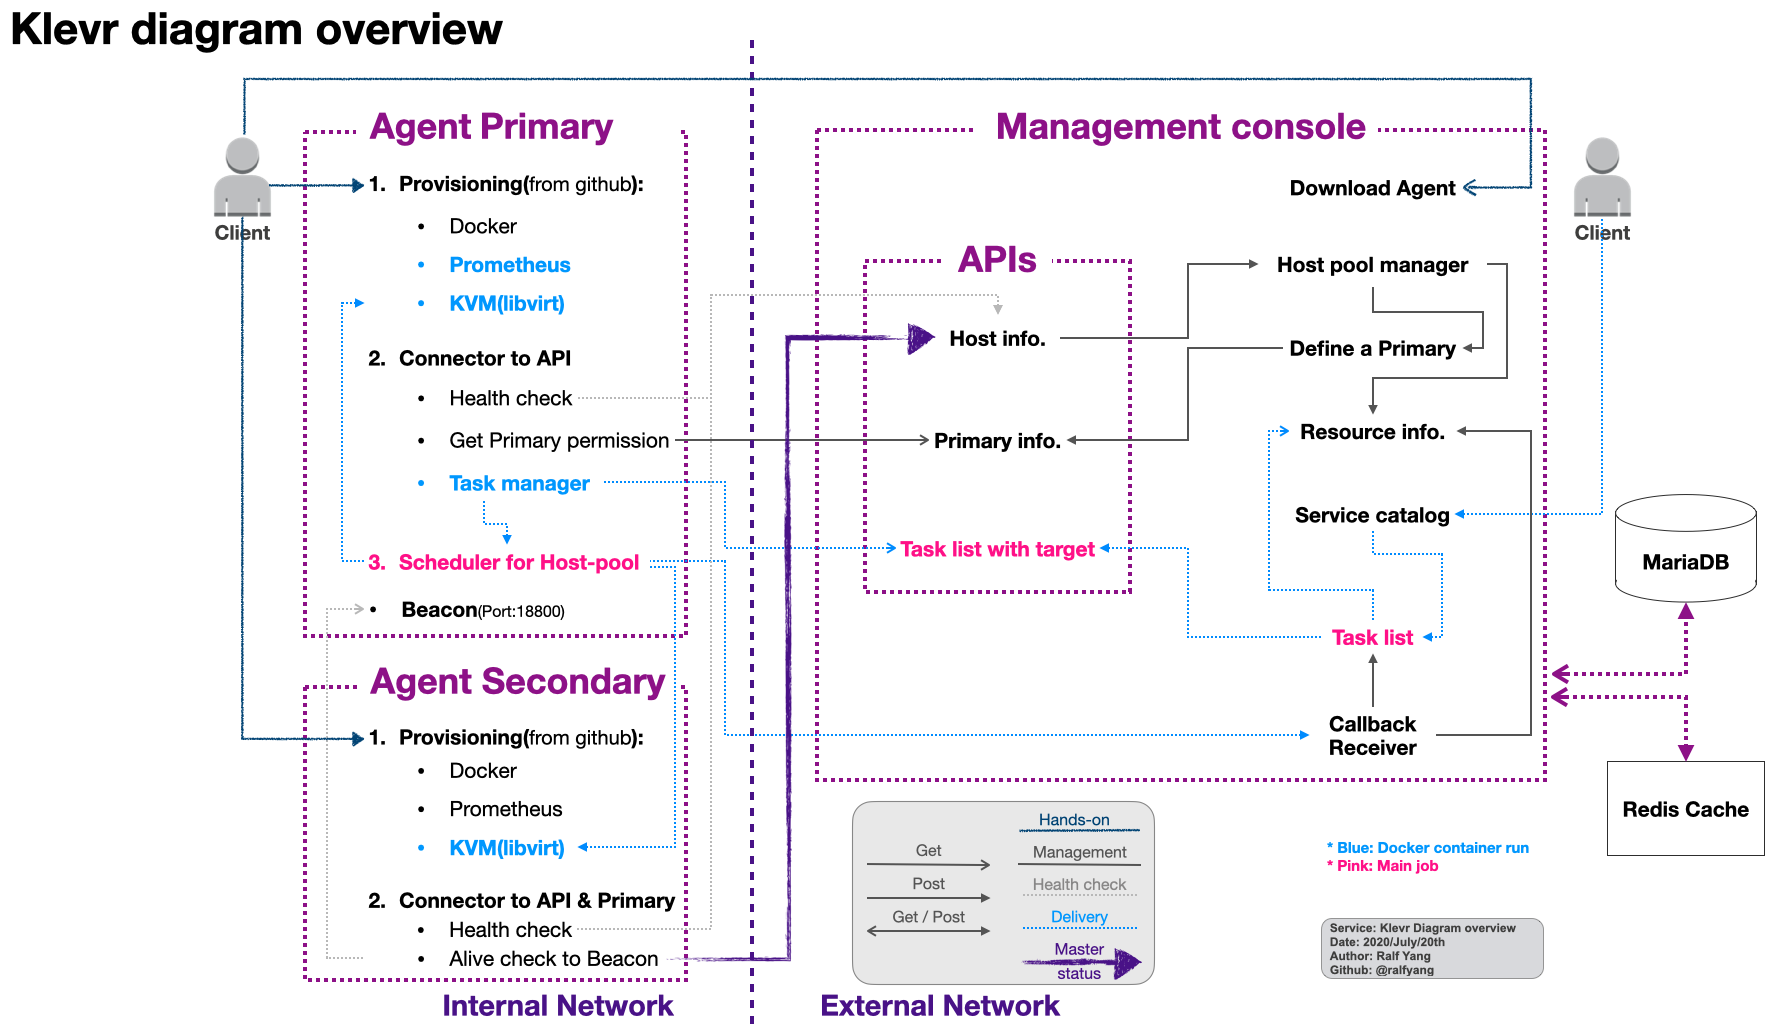 Klevr diagram overview
Agent Primary
Client
1. Provisioning(from github):
• Docker
• Prometheus
• KVM(libvirt)
2. Connector to API
• Health check
• Get Primary permission
• Task manager
3. Scheduler for Host-pool
• Beacon(Port:18800)
Agent Secondary
1. Provisioning(from github):
• Docker
• Prometheus
• KVM(libvirt)
2. Connector to API & Primary
• Health check
• Alive check to Beacon
Internal Network
External Network
Management console
Download Agent
Client
APIs
Host info.
Primary info.
Task list with target
Host pool manager
Define a Primary
Resource info.
Service catalog
Task list
Callback
Receiver
MariaDB
Redis Cache
Hands-on
Get
Management
Post
Health check
Get / Post
Delivery
Master
status
* Blue: Docker container run
* Pink: Main job
Service: Klevr Diagram overview
Date: 2020/July/20th
Author: Ralf Yang
Github: @ralfyang